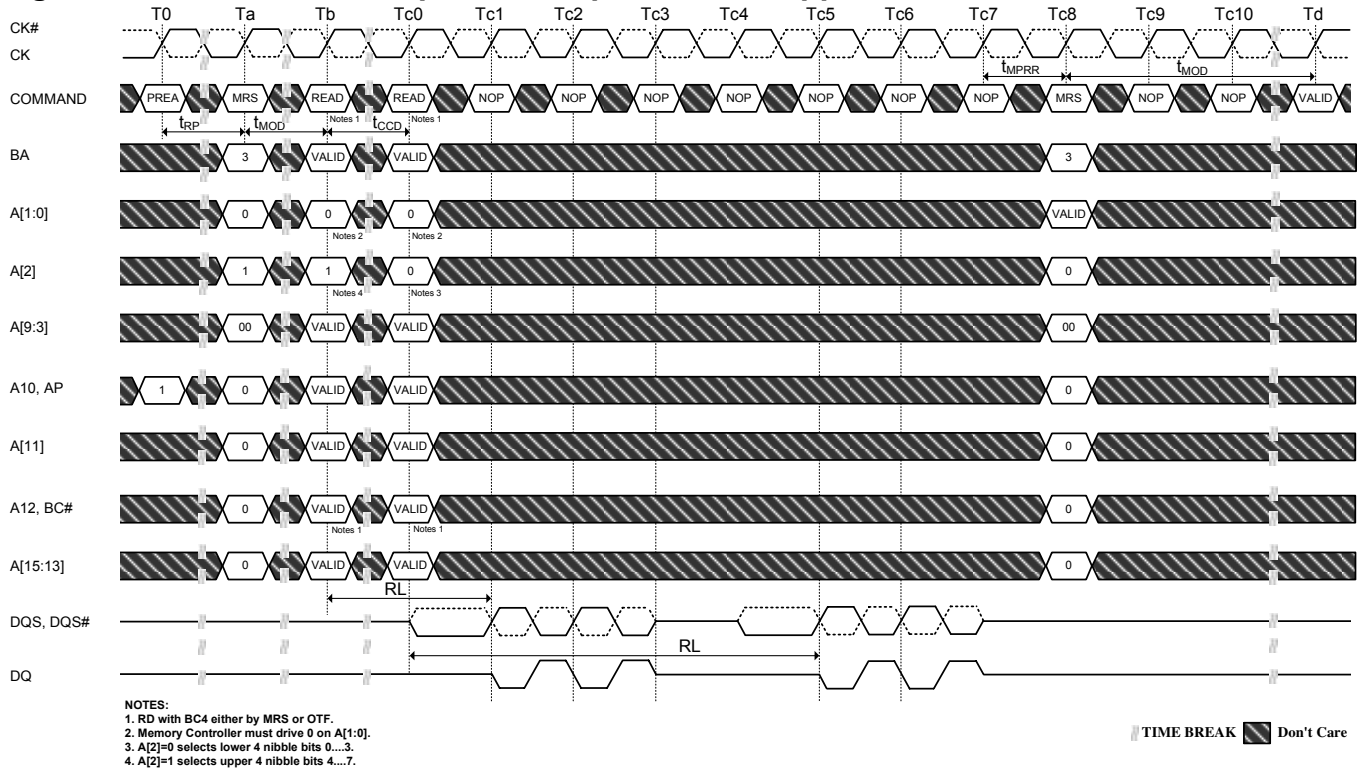 T0 Ta Tb Tc0 Tc1 Tc2 Tc3 Tc4 Tc5 Tc6 Tc7 Tc8 Tc9 Tc10 Td
CK#
CK
tMPRR tMOD
COMMAND PREA MRS READ READ NOP NOP NOP NOP NOP NOP NOP MRS NOP NOP VALID
Notes 1 Notes 1
tRP tMOD tCCD
BA 3 VALID VALID 3
A[1:0] 0 0 0 VALID
Notes 2 Notes 2
A[2] 1 1 0 0
Notes 4 Notes 3
A[9:3] 00 VALID VALID 00
A10, AP 1 0 VALID VALID 0
A[11] 0 VALID VALID 0
A12, BC# 0 VALID VALID 0
Notes 1 Notes 1
A[15:13] 0 VALID VALID 0
RL
DQS, DQS#
RL
DQ
NOTES:
1. RD with BC4 either by MRS or OTF.
2. Memory Controller must drive 0 on A[1:0].
3. A[2]=0 selects lower 4 nibble bits 0....3.
4. A[2]=1 selects upper 4 nibble bits 4....7.
TIME BREAK Don't Care